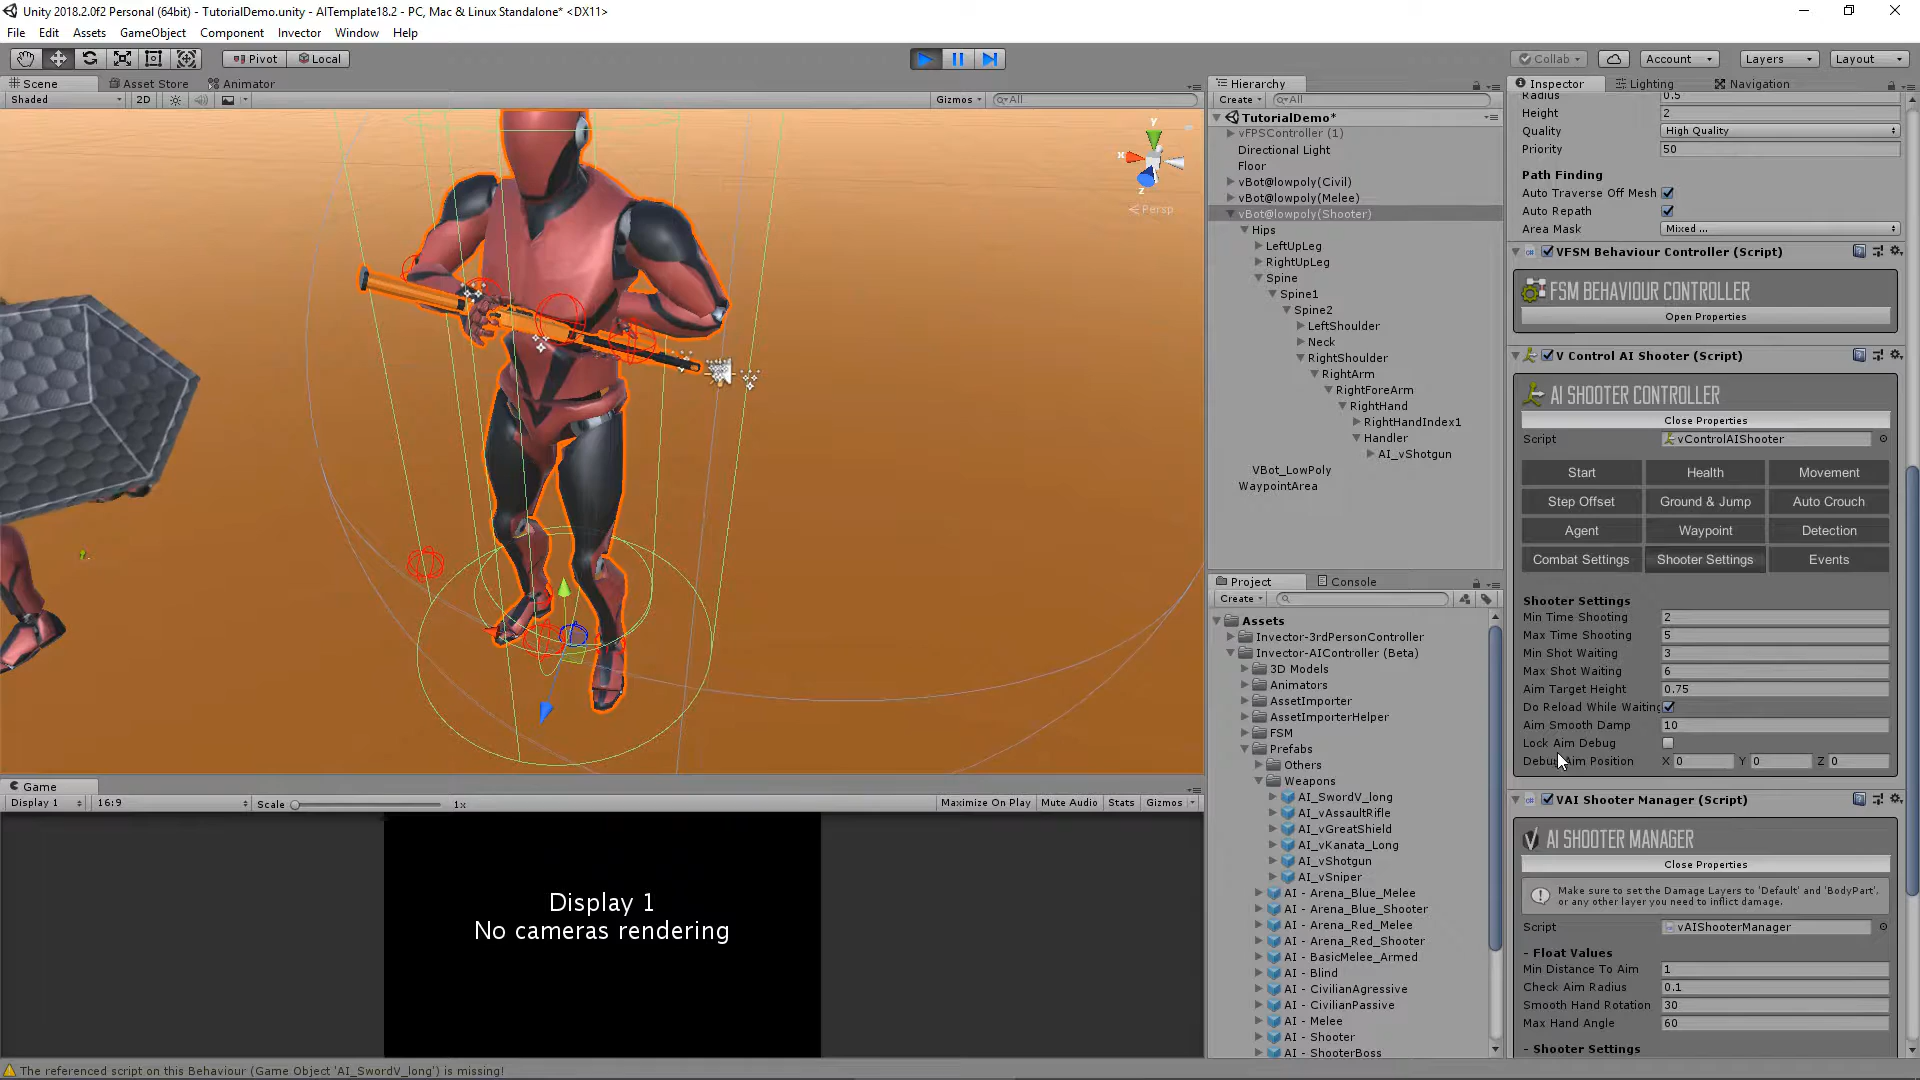 Unity 2018.2.0f2 Personal (64bit) - TutorialDemo.unity - AITemplate18.2 - PC, Mac & Linux Standalone* <DX11>
File Edit Assets GameObject Component Invector Window Help
Pivot Local Collab Account Layers Layout
Scene Asset Store Animator
Shaded 2D Gizmos All
y x z
Persp
Game
Display 1 16:9 Scale 1x Maximize On Play Mute Audio Stats Gizmos
Display 1
No cameras rendering
The referenced script on this Behaviour (Game Object 'AI_SwordV_long') is missing!
Hierarchy
Create All
TutorialDemo*
vFPSController (1)
Directional Light
Floor
vBot@lowpoly(Civil)
vBot@lowpoly(Melee)
vBot@lowpoly(Shooter)
Hips
LeftUpLeg
RightUpLeg
Spine
Spine1
Spine2
LeftShoulder
Neck
RightShoulder
RightArm
RightForeArm
RightHand
RightHandIndex1
Handler
AI_vShotgun
VBot_LowPoly
WaypointArea
Project Console
Create
Assets
Invector-3rdPersonController
Invector-AIController (Beta)
3D Models
Animators
AssetImporter
AssetImporterHelper
FSM
Prefabs
Others
Weapons
AI_SwordV_long
AI_vAssaultRifle
AI_vGreatShield
AI_vKanata_Long
AI_vShotgun
AI_vSniper
AI - Arena_Blue_Melee
AI - Arena_Blue_Shooter
AI - Arena_Red_Melee
AI - Arena_Red_Shooter
AI - BasicMelee_Armed
AI - Blind
AI - CivilianAgressive
AI - CivilianPassive
AI - Melee
AI - Shooter
AI - ShooterBoss
Inspector Lighting Navigation
Radius 0.5
Height 2
Quality High Quality
Priority 50
Path Finding
Auto Traverse Off Mesh
Auto Repath
Area Mask Mixed ...
VFSM Behaviour Controller (Script)
FSM BEHAVIOUR CONTROLLER
Open Properties
V Control AI Shooter (Script)
AI SHOOTER CONTROLLER
Close Properties
Script vControlAIShooter
Start Health Movement
Step Offset Ground & Jump Auto Crouch
Agent Waypoint Detection
Combat Settings Shooter Settings Events
Shooter Settings
Min Time Shooting 2
Max Time Shooting 5
Min Shot Waiting 3
Max Shot Waiting 6
Aim Target Height 0.75
Do Reload While Waiting
Aim Smooth Damp 10
Lock Aim Debug
Debug Aim Position X 0 Y 0 Z 0
VAI Shooter Manager (Script)
AI SHOOTER MANAGER
Close Properties
Make sure to set the Damage Layers to 'Default' and 'BodyPart',
or any other layer you need to inflict damage.
Script vAIShooterManager
- Float Values
Min Distance To Aim 1
Check Aim Radius 0.1
Smooth Hand Rotation 30
Max Hand Angle 60
- Shooter Settings